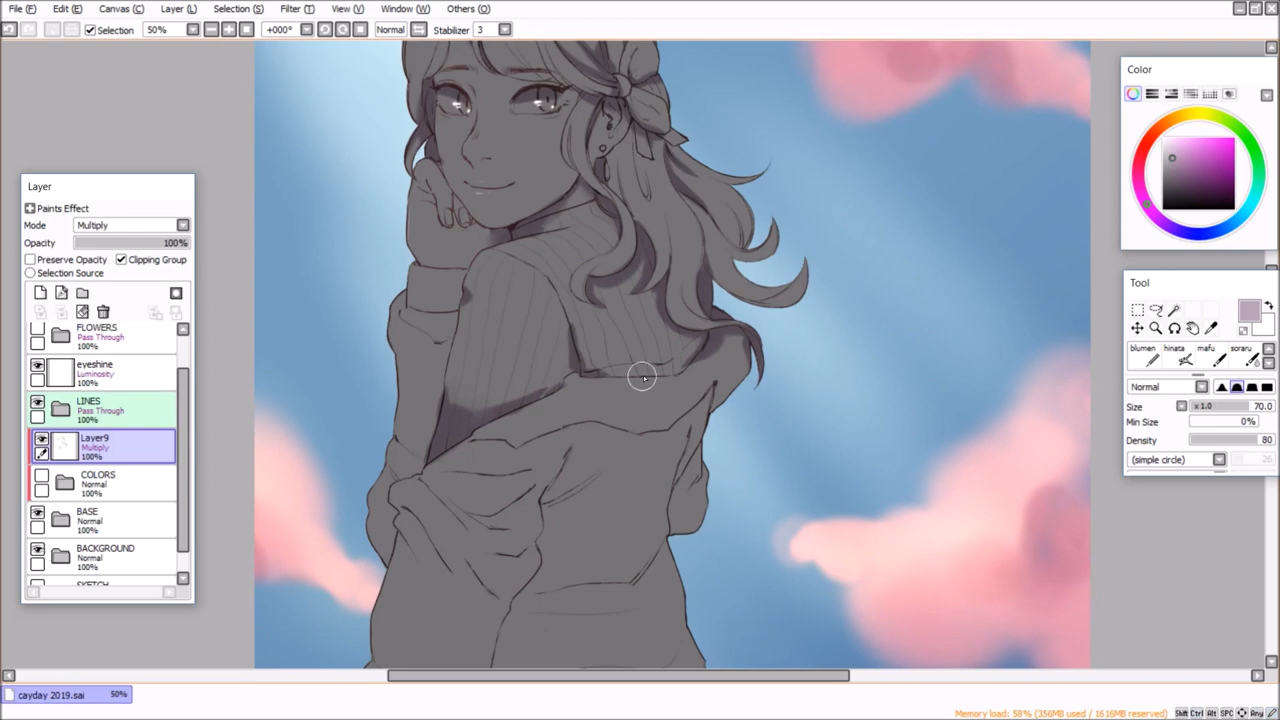 File (F) Edit (E) Canvas (C) Layer (L) Selection (S) Filter (T) View (V) Window (W) Others (O)
Selection 50% +000° Normal Stabilizer 3
Layer
Paints Effect
Mode Multiply
Opacity 100%
Preserve Opacity Clipping Group
Selection Source
FLOWERS
Pass Through
100%
eyeshine
Luminosity
100%
LINES
Pass Through
100%
Layer9
Multiply
100%
COLORS
Normal
100%
BASE
Normal
100%
BACKGROUND
Normal
100%
SKETCH
Color
Tool
blumen hinata mafu soraru
Normal
Size x 1.0 70.0
Min Size 0%
Density 80
(simple circle)
cayday 2019.sai 50%
Memory load: 58% (356MB used / 1616MB reserved) Shift Ctrl Alt SPC Any